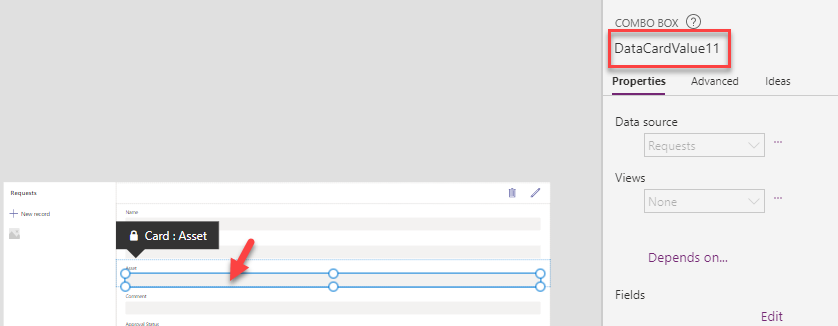 COMBO BOX ?
DataCardValue11
Properties Advanced Ideas
Data source
Requests
Views
None
Depends on...
Fields
Edit
Requests
New record
Name
Card : Asset
Asset
Comment
Approval Status